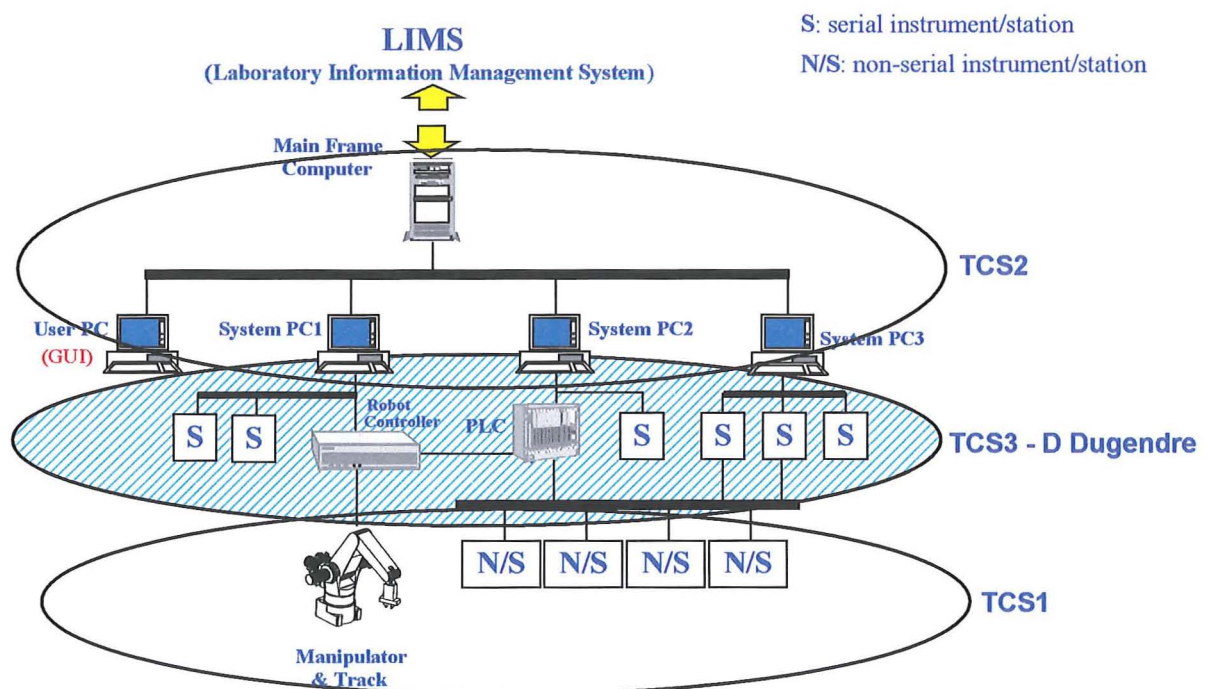 S: serial instrument/station
LIMS
(Laboratory Information Management System)
N/S: non-serial instrument/station
Main Frame
Computer
TCS2
User PC
(GUI)
System PC1
System PC2
System PC3
Robot
Controller
PLC
S
S
S
S
S
S
TCS3 - D Dugendre
N/S
N/S
N/S
N/S
TCS1
Manipulator
& Track